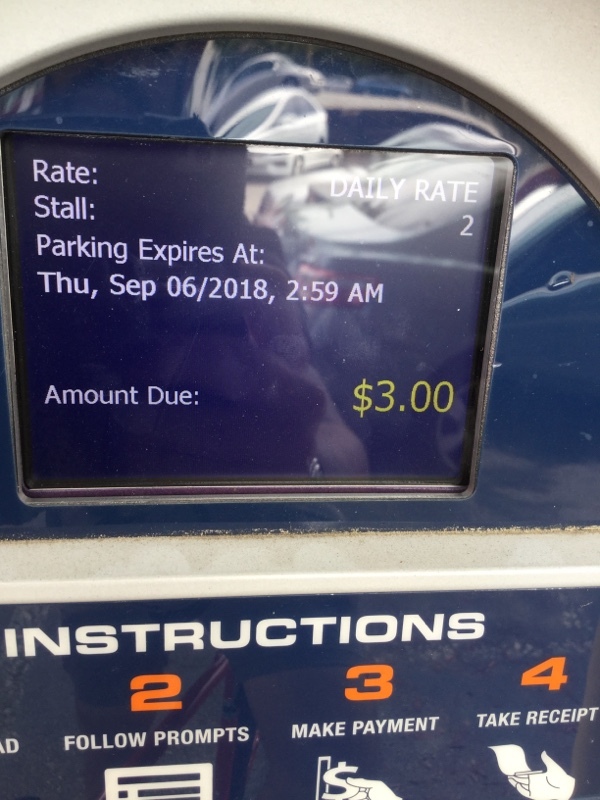 Rate: DAILY RATE
Stall: 2
Parking Expires At:
Thu, Sep 06/2018, 2:59 AM
Amount Due: $3.00
INSTRUCTIONS
2 3 4
AD FOLLOW PROMPTS MAKE PAYMENT TAKE RECEIPT
$